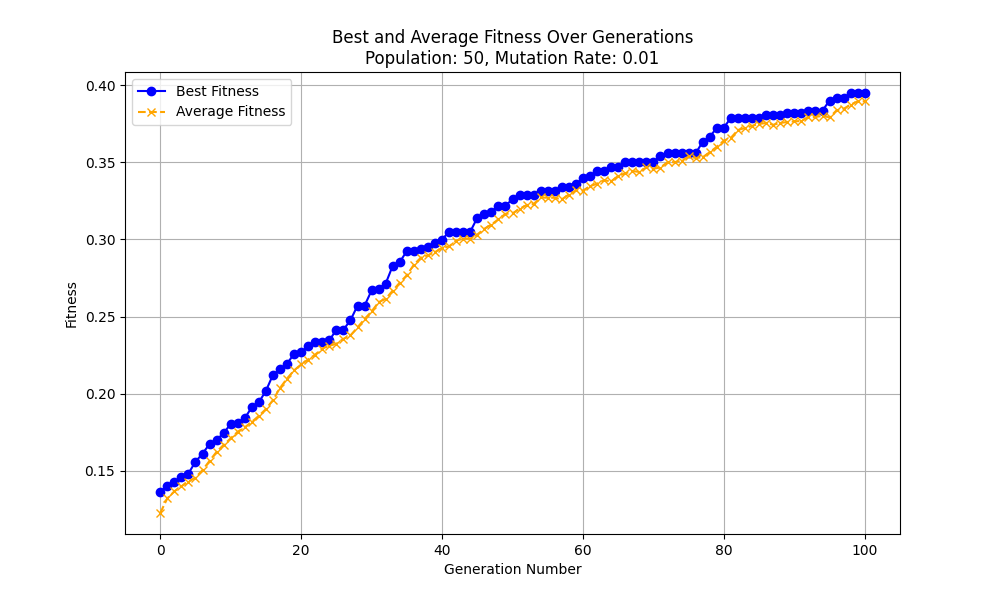 Best and Average Fitness Over Generations
Population: 50, Mutation Rate: 0.01
Best Fitness
Average Fitness
0.40
0.35
0.30
0.25
0.20
0.15
Fitness
0 20 40 60 80 100
Generation Number